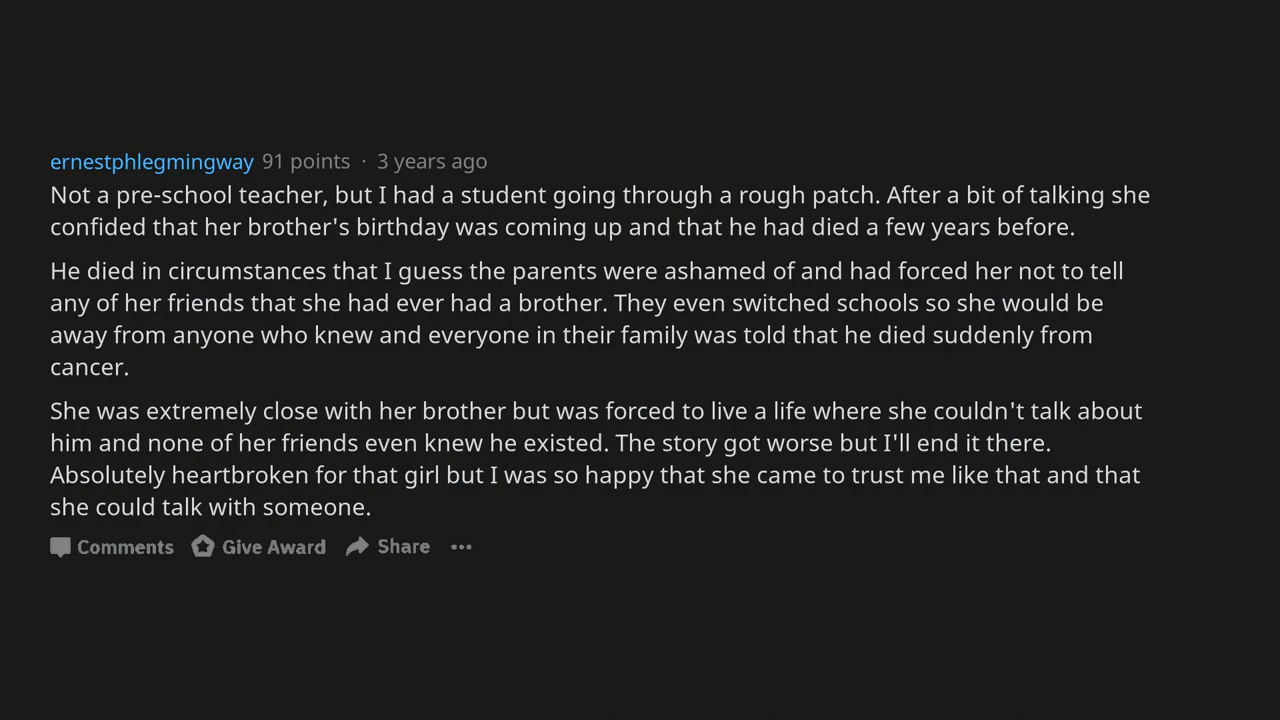 ernestphlegmingway 91 points · 3 years ago
Not a pre-school teacher, but I had a student going through a rough patch. After a bit of talking she
confided that her brother's birthday was coming up and that he had died a few years before.
He died in circumstances that I guess the parents were ashamed of and had forced her not to tell
any of her friends that she had ever had a brother. They even switched schools so she would be
away from anyone who knew and everyone in their family was told that he died suddenly from
cancer.
She was extremely close with her brother but was forced to live a life where she couldn't talk about
him and none of her friends even knew he existed. The story got worse but I'll end it there.
Absolutely heartbroken for that girl but I was so happy that she came to trust me like that and that
she could talk with someone.
Comments Give Award Share ...